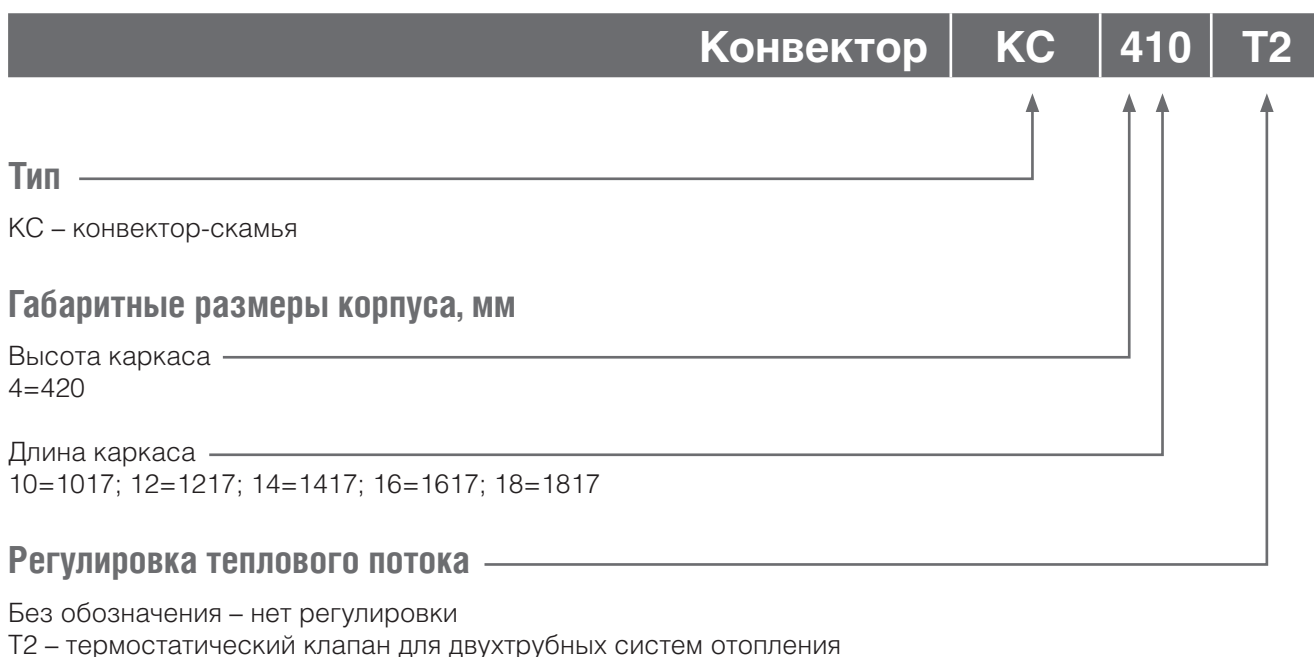 Конвектор КС 410 Т2
Тип
КС – конвектор-скамья
Габаритные размеры корпуса, мм
Высота каркаса
4=420
Длина каркаса
10=1017; 12=1217; 14=1417; 16=1617; 18=1817
Регулировка теплового потока
Без обозначения – нет регулировки
Т2 – термостатический клапан для двухтрубных систем отопления